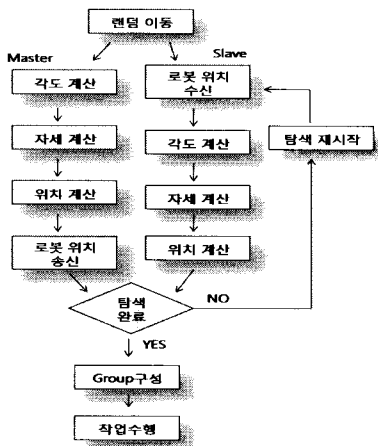 랜덤 이동
Master
Slave
각도 계산
로봇 위치
수신
자세 계산
각도 계산
탐색 재시작
위치 계산
자세 계산
로봇 위치
송신
위치 계산
탐색
완료
NO
YES
Group구성
작업수행